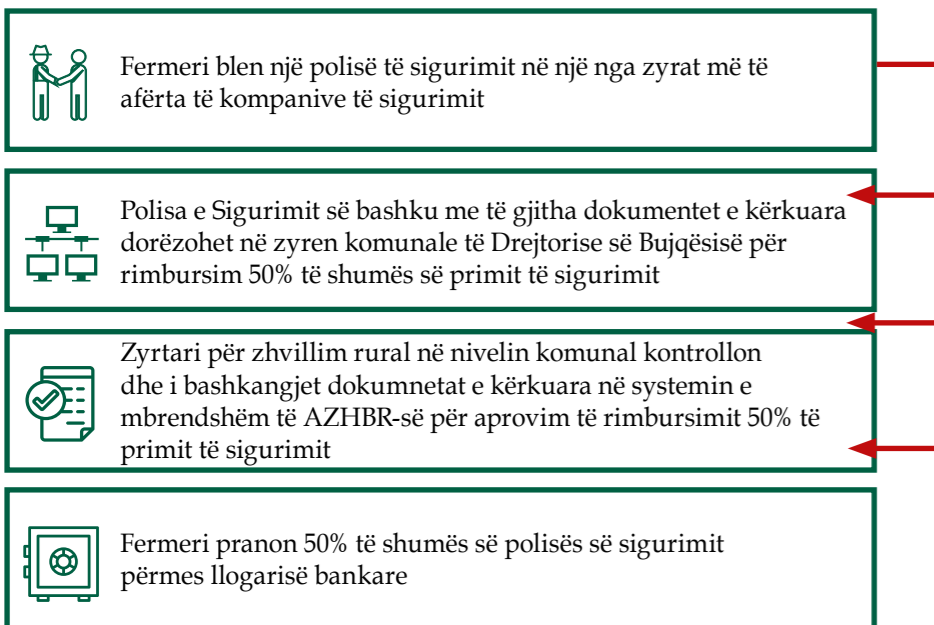 Fermeri blen një polisë të sigurimit në një nga zyrat më të
afërta të kompanive të sigurimit
Polisa e Sigurimit së bashku me të gjitha dokumentet e kërkuara
dorëzohet në zyren komunale të Drejtorise së Bujqësisë për
rimbursim 50% të shumës së primit të sigurimit
Zyrtari për zhvillim rural në nivelin komunal kontrollon
dhe i bashkangjet dokumnetat e kërkuara në systemin e
mbrendshëm të AZHBR-së për aprovim të rimbursimit 50% të
primit të sigurimit
Fermeri pranon 50% të shumës së polisës së sigurimit
përmes llogarisë bankare